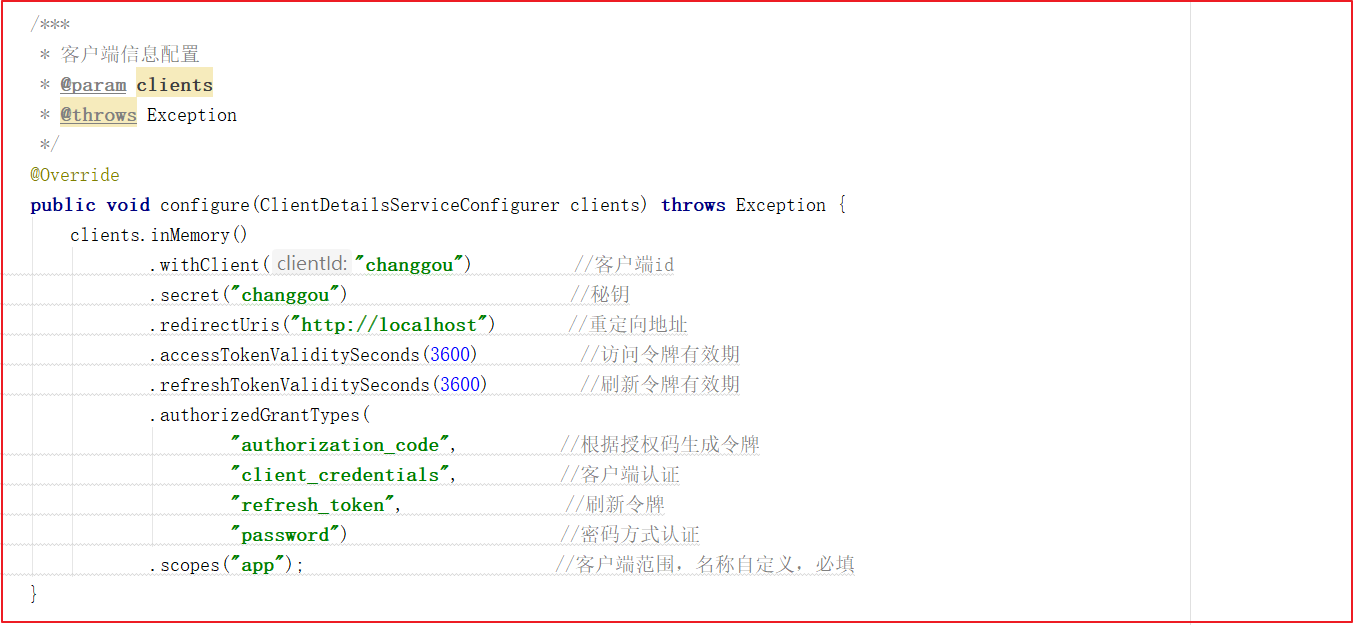 /***
 * 客户端信息配置
 * @param clients
 * @throws Exception
 */
@Override
public void configure(ClientDetailsServiceConfigurer clients) throws Exception {
    clients.inMemory()
            .withClient( clientId: "changgou")          //客户端id
            .secret("changgou")                      //秘钥
            .redirectUris("http://localhost")       //重定向地址
            .accessTokenValiditySeconds(3600)          //访问令牌有效期
            .refreshTokenValiditySeconds(3600)         //刷新令牌有效期
            .authorizedGrantTypes(
                    "authorization_code",          //根据授权码生成令牌
                    "client_credentials",          //客户端认证
                    "refresh_token",                //刷新令牌
                    "password")                     //密码方式认证
            .scopes("app");                         //客户端范围，名称自定义，必填
}